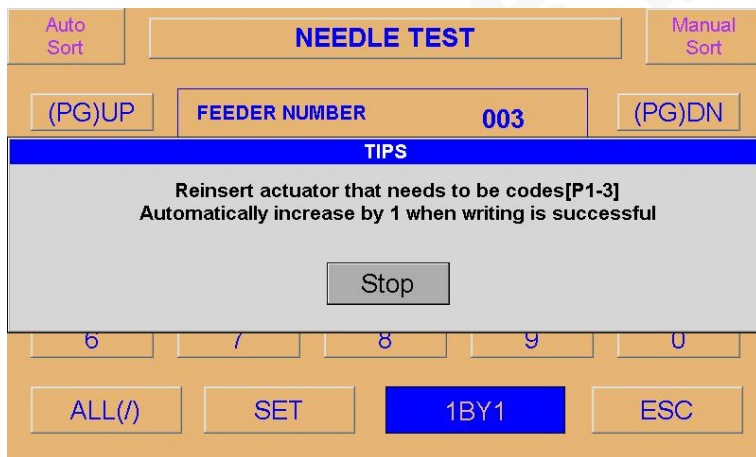 Auto
Sort
NEEDLE TEST
Manual
Sort
(PG)UP
FEEDER NUMBER 003
(PG)DN
TIPS
Reinsert actuator that needs to be codes[P1-3]
Automatically increase by 1 when writing is successful
Stop
6 7 8 9 0
ALL(/) SET 1BY1 ESC